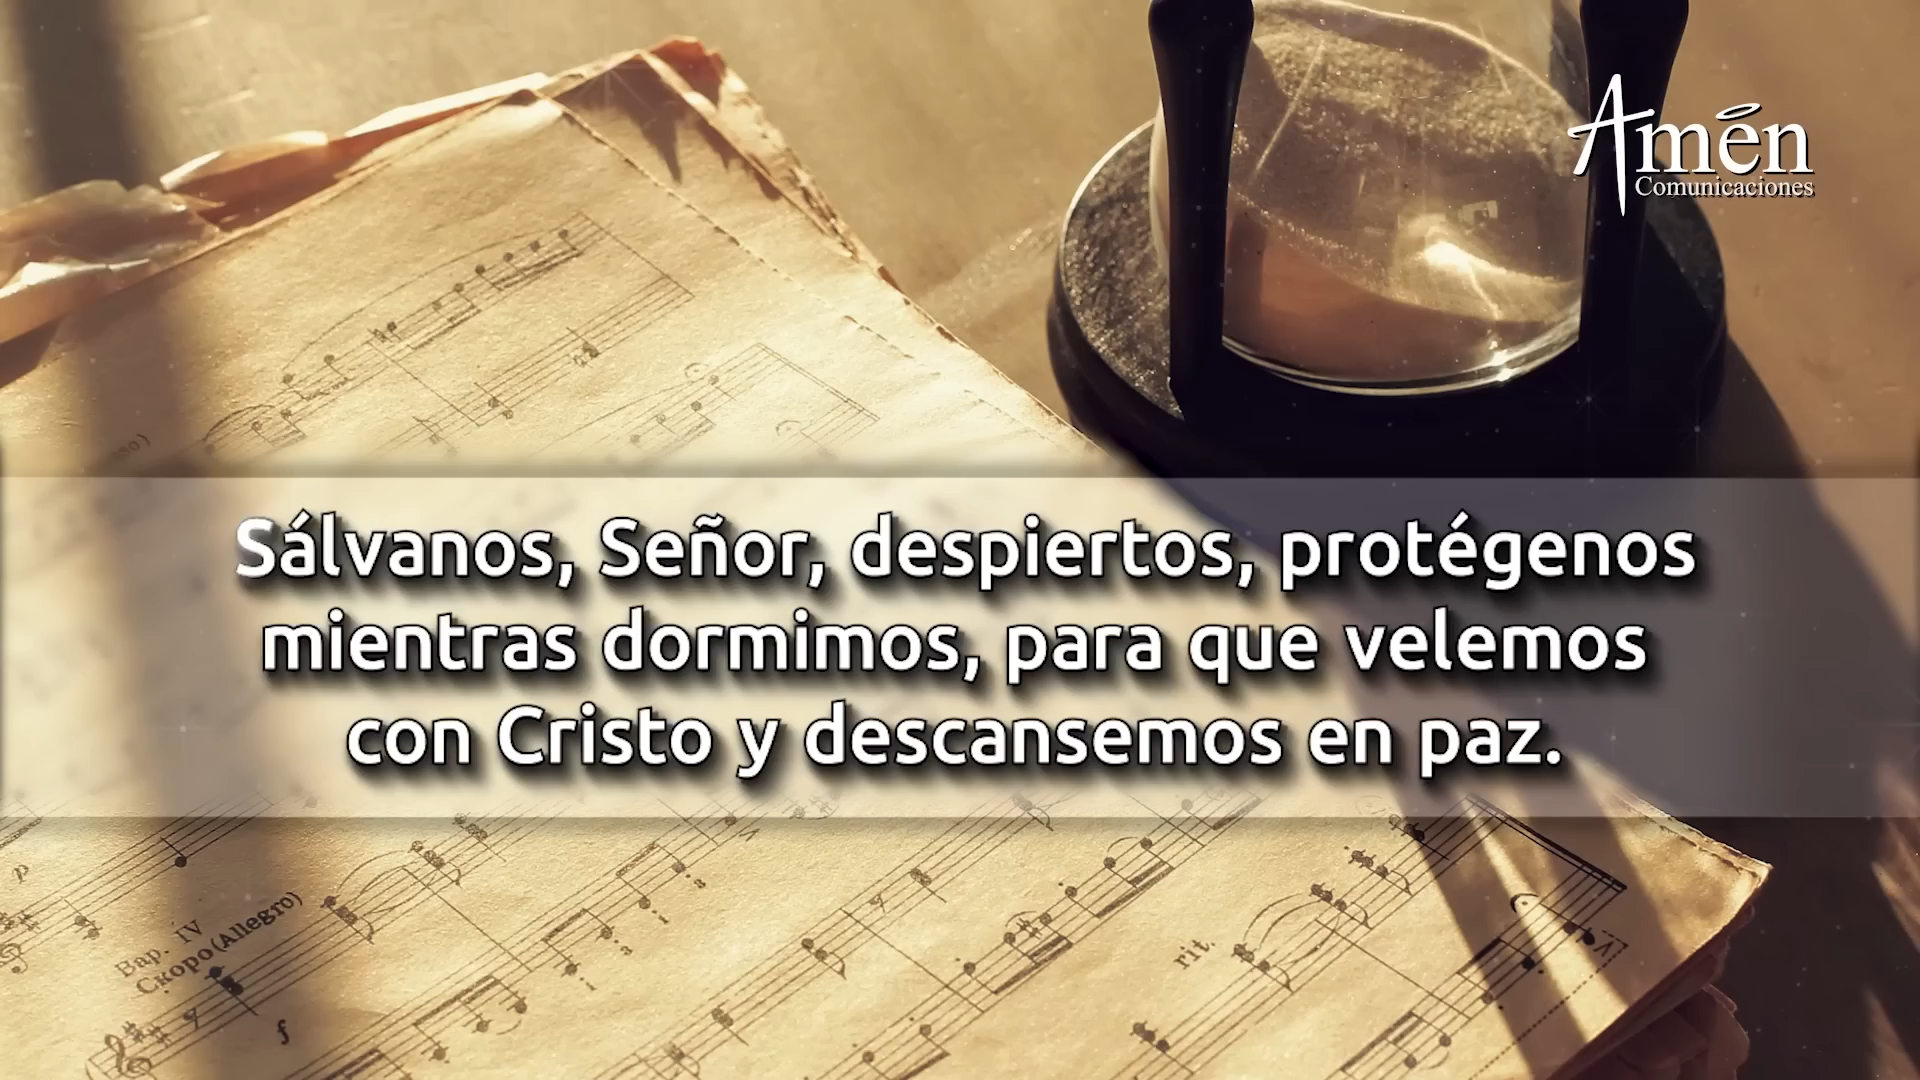 Amén
Comunicaciones
Sálvanos, Señor, despiertos, protégenos
mientras dormimos, para que velemos
con Cristo y descansemos en paz.
Вар. IV
Скоро (Allegro)
rit.
p
f